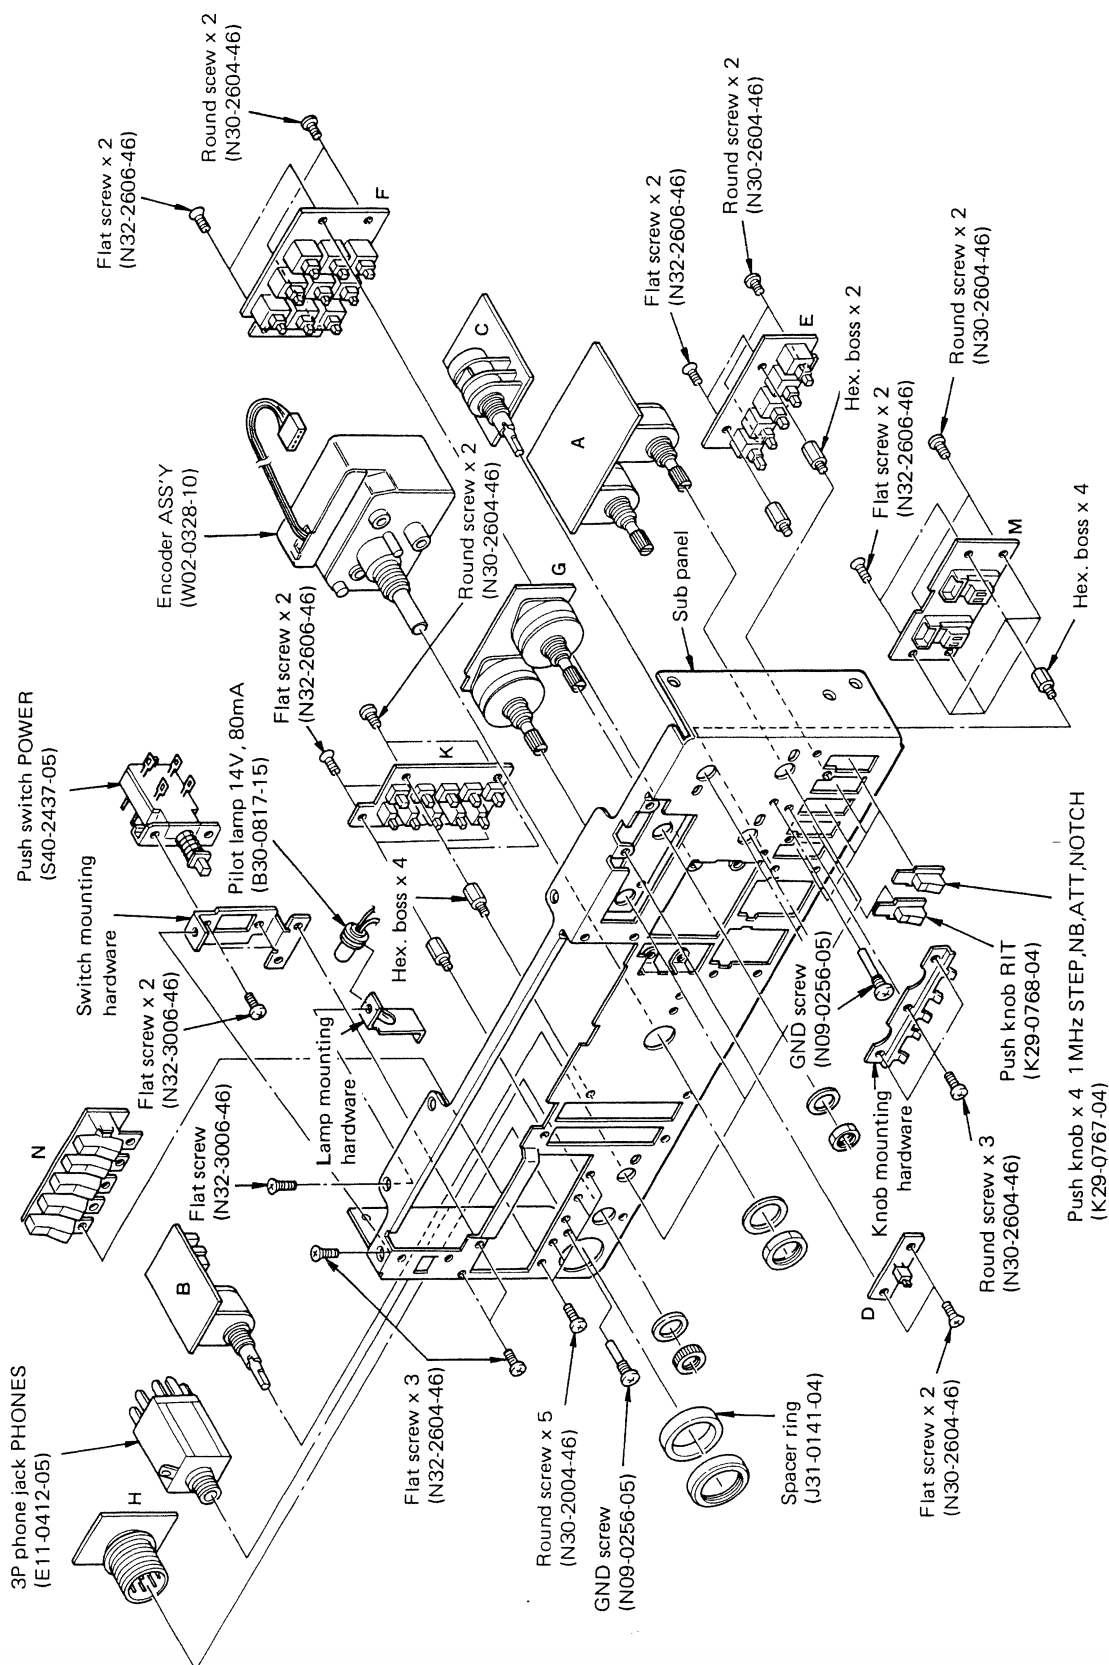 3P phone jack PHONES
(E11-0412-05)
H
B
N
Push switch POWER
(S40-2437-05)
Switch mounting
hardware
Flat screw x 2
(N32-3006-46)
Flat screw
(N32-3006-46)
Lamp mounting
hardware
Pilot lamp 14V, 80mA
(B30-0817-15)
Hex. boss x 4
Encoder ASS'Y
(W02-0328-10)
Flat screw x 2
(N32-2606-46)
Round screw x 2
(N30-2604-46)
K
G
Flat screw x 2
(N32-2606-46)
Round scew x 2
(N30-2604-46)
F
C
A
Flat screw x 2
(N32-2606-46)
Round screw x 2
(N30-2604-46)
E
Hex. boss x 2
Sub panel
Flat screw x 2
(N32-2606-46)
Round screw x 2
(N30-2604-46)
M
Hex. boss x 4
Flat screw x 3
(N32-2604-46)
Round screw x 5
(N30-2004-46)
GND screw
(N09-0256-05)
Spacer ring
(J31-0141-04)
D
Flat screw x 2
(N30-2604-46)
GND screw
(N09-0256-05)
Knob mounting
hardware
Round screw x 3
(N30-2604-46)
Push knob RIT
(K29-0768-04)
Push knob x 4 1MHz STEP,NB,ATT,NOTCH
(K29-0767-04)